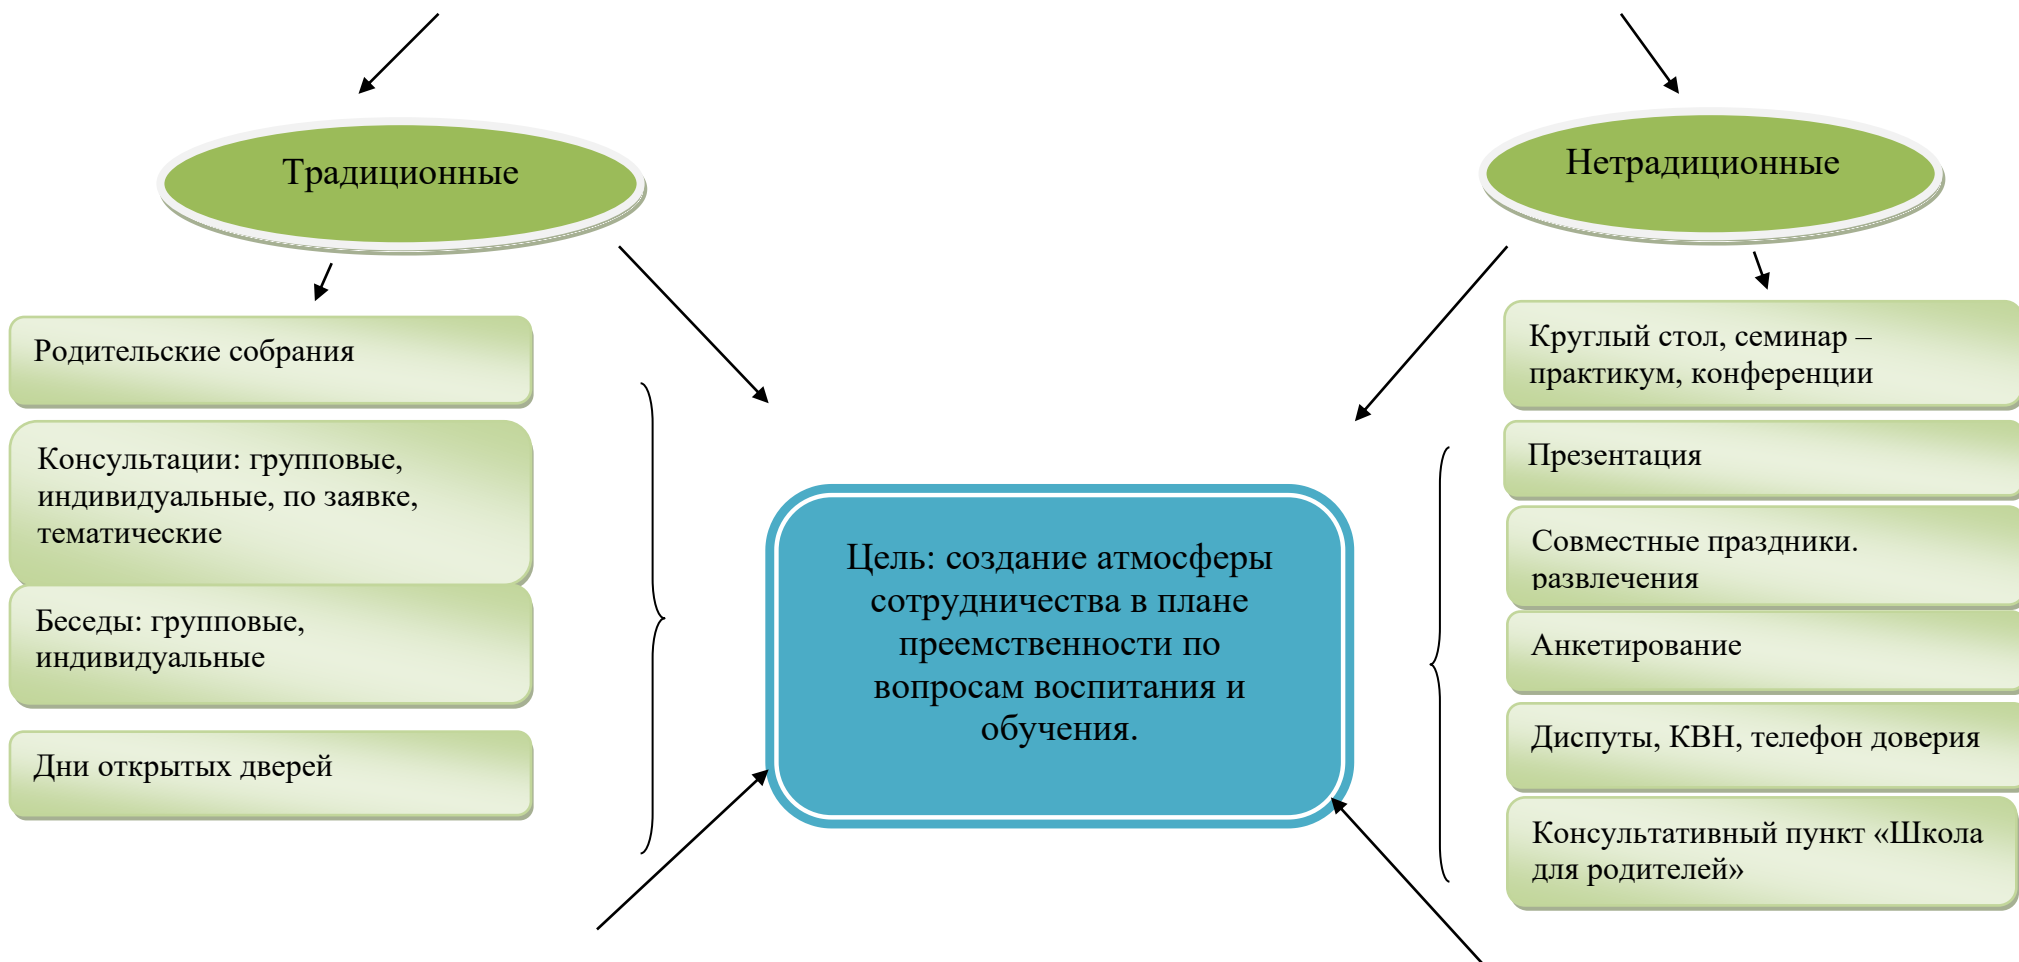 Традиционные
Нетрадиционные
Родительские собрания
Консультации: групповые,
индивидуальные, по заявке,
тематические
Беседы: групповые,
индивидуальные
Дни открытых дверей
Цель: создание атмосферы
сотрудничества в плане
преемственности по
вопросам воспитания и
обучения.
Круглый стол, семинар –
практикум, конференции
Презентация
Совместные праздники.
развлечения
Анкетирование
Диспуты, КВН, телефон доверия
Консультативный пункт «Школа
для родителей»